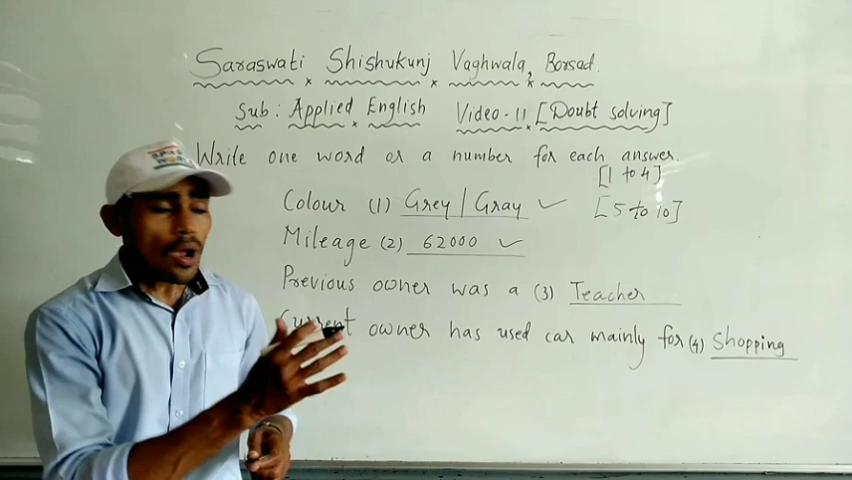 Saraswati Shishukunj Vaghwala, Borsad.
Sub: Applied English Video-11 [Doubt solving]
Write one word or a number for each answer.
[1 to 4]
Colour (1) Grey/Gray ✓ [5 to 10]
Mileage (2) 62000 ✓
Previous owner was a (3) Teacher
Current owner has used car mainly for (4) Shopping